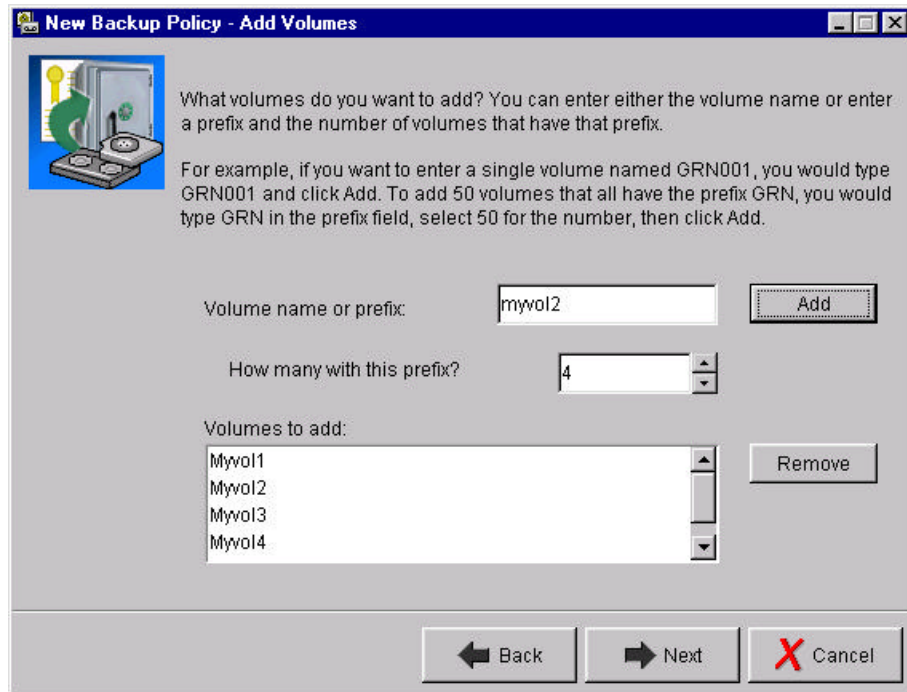 New Backup Policy - Add Volumes
What volumes do you want to add? You can enter either the volume name or enter
a prefix and the number of volumes that have that prefix.
For example, if you want to enter a single volume named GRN001, you would type
GRN001 and click Add. To add 50 volumes that all have the prefix GRN, you would
type GRN in the prefix field, select 50 for the number, then click Add.
Volume name or prefix: myvol2 Add
How many with this prefix? 4
Volumes to add:
Myvol1 Remove
Myvol2
Myvol3
Myvol4
Back Next X Cancel